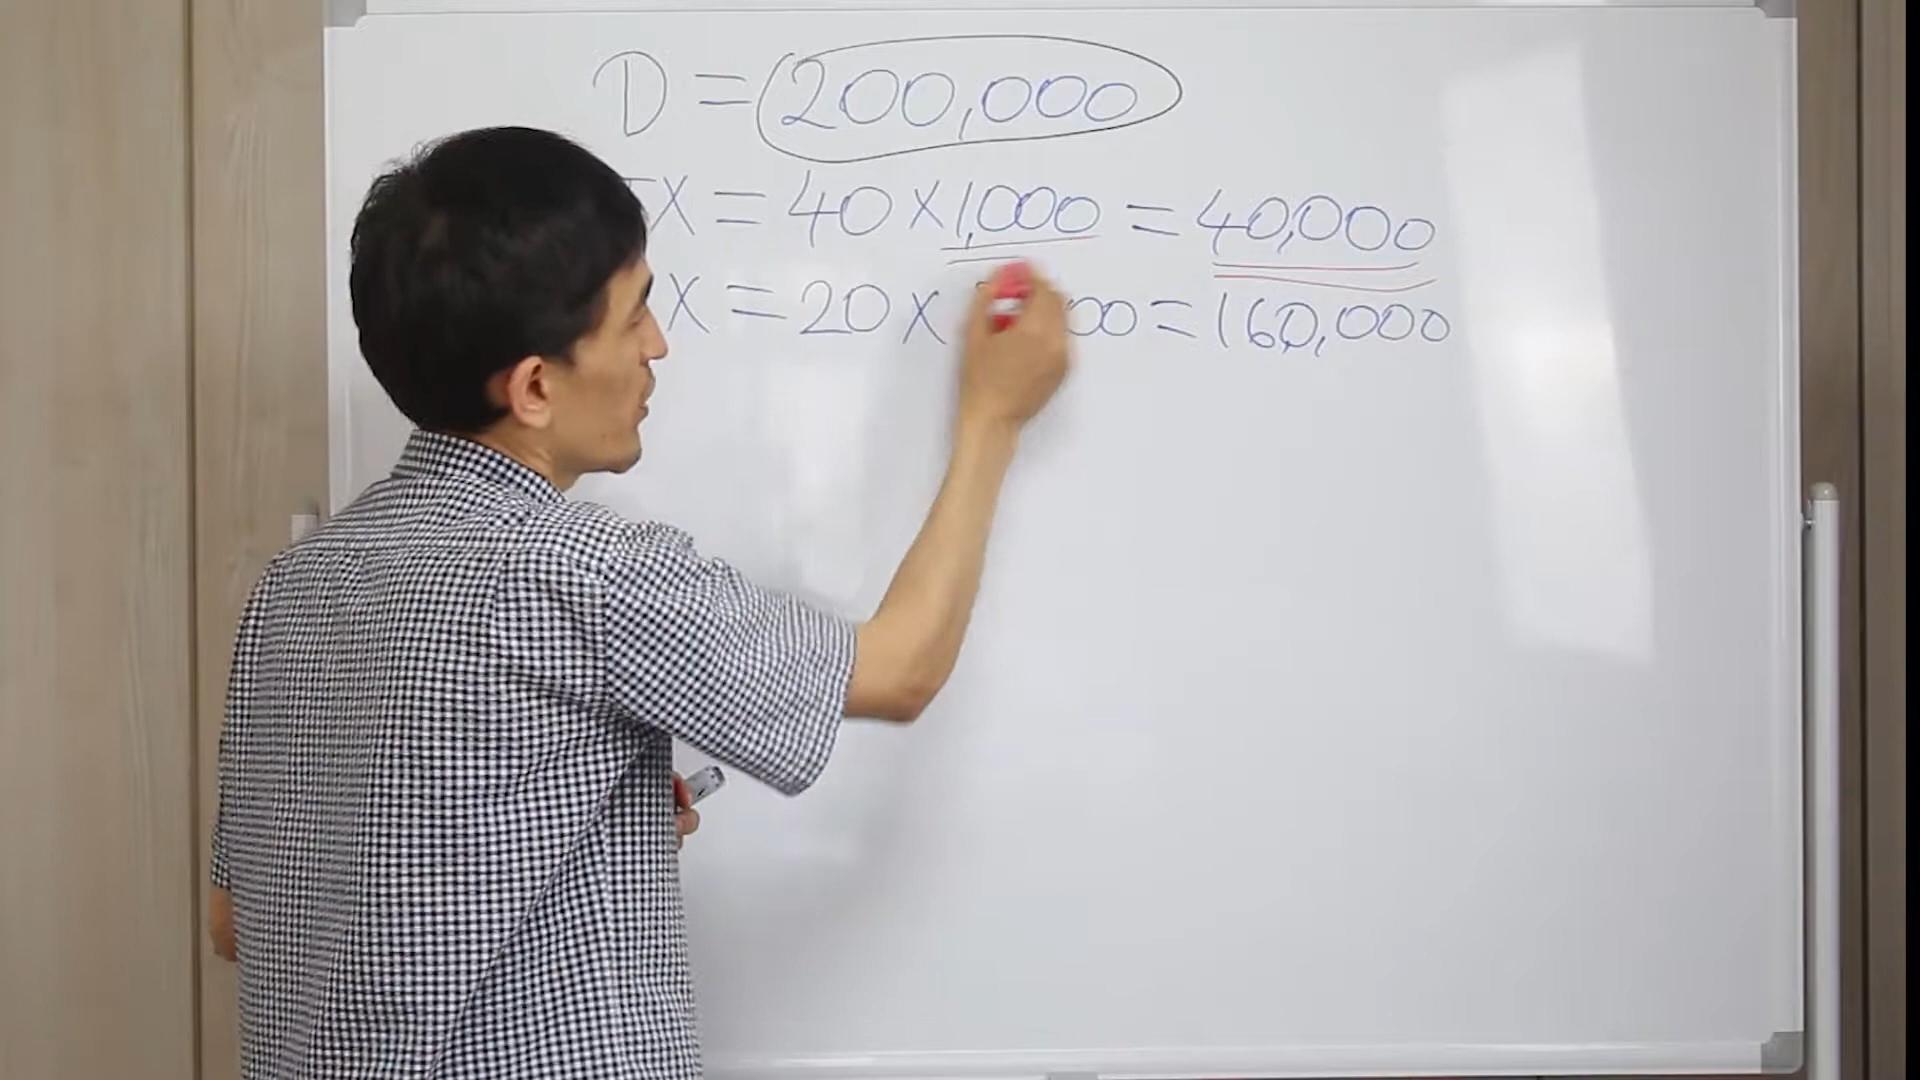 D = 200,000
X = 40 X 1,000 = 40,000
X = 20 X 00 = 160,000